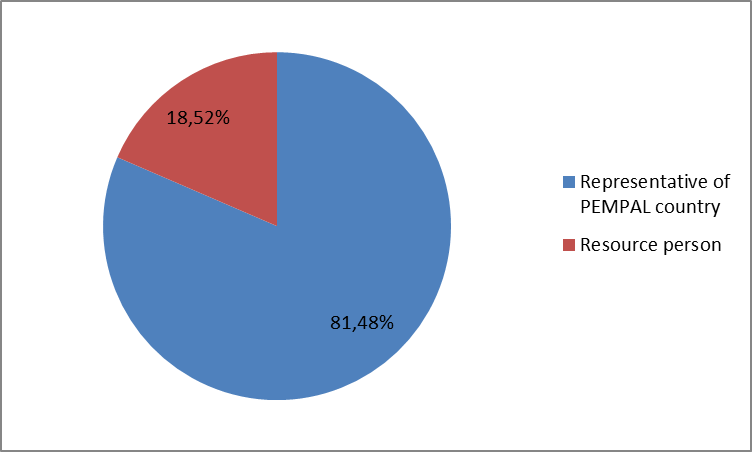 18,52%
81,48%
Representative of
PEMPAL country
Resource person